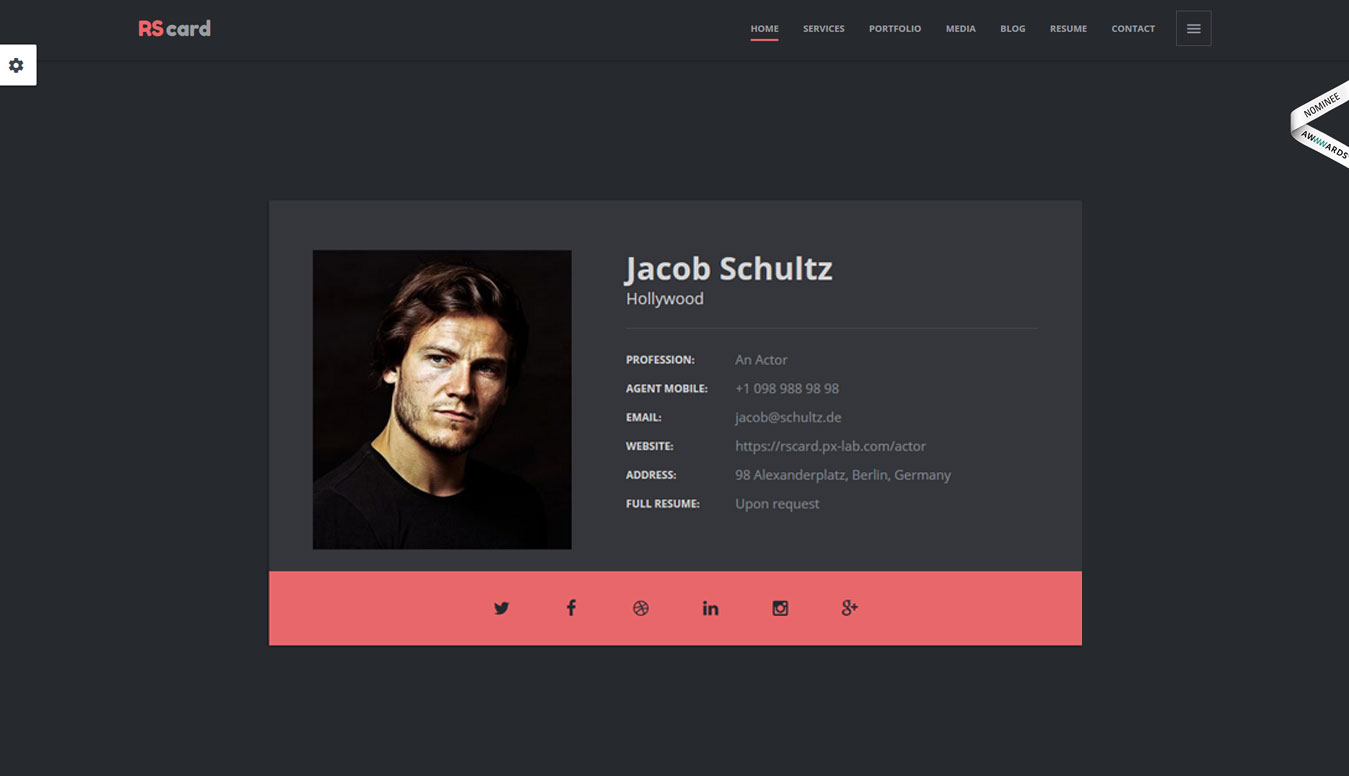 RScard
HOME SERVICES PORTFOLIO MEDIA BLOG RESUME CONTACT
NOMINEE
AWWWARDS
Jacob Schultz
Hollywood
PROFESSION: An Actor
AGENT MOBILE: +1 098 988 98 98
EMAIL: jacob@schultz.de
WEBSITE: https://rscard.px-lab.com/actor
ADDRESS: 98 Alexanderplatz, Berlin, Germany
FULL RESUME: Upon request